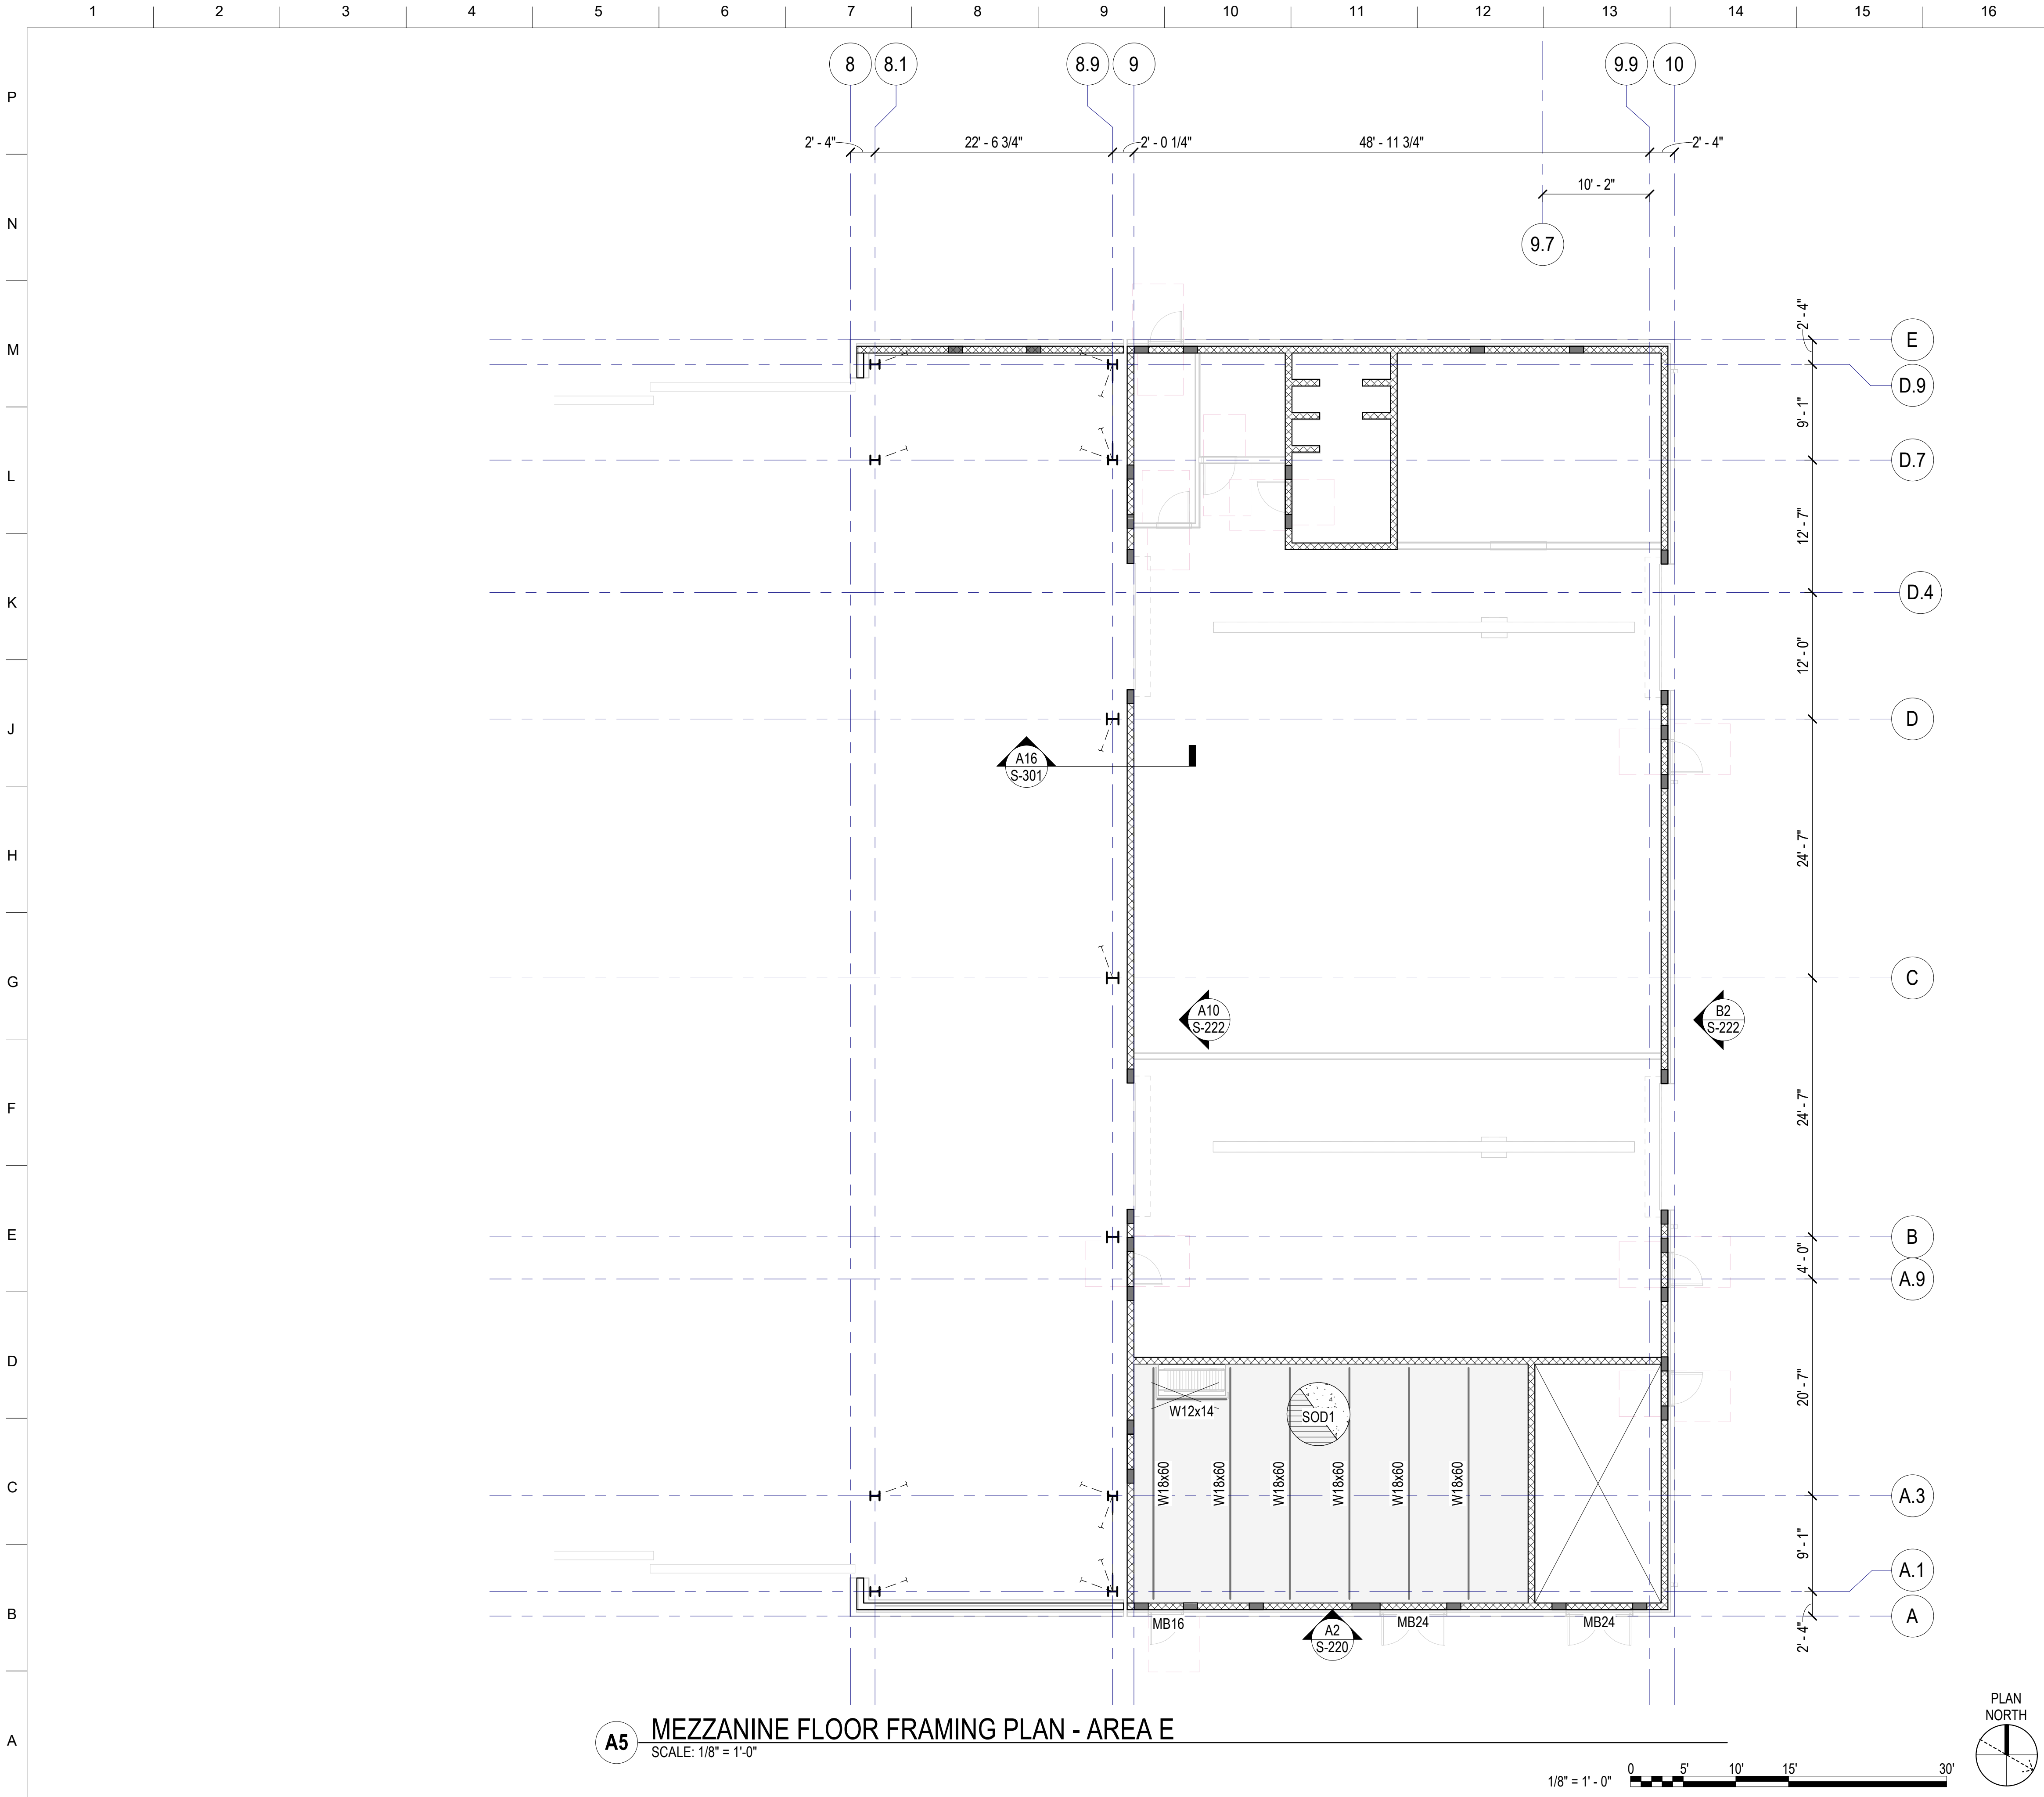 1 2 3 4 5 6 7 8 9 10 11 12 13 14 15 16
8 8.1 8.9 9 9.9 10
P
2' - 4" 22' - 6 3/4" 2' - 0 1/4" 48' - 11 3/4" 2' - 4"
10' - 2"
N
9.7
2' - 4"
M
E
D.9
9' - 1"
L
D.7
12' - 7"
K
D.4
12' - 0"
J
D
A16
S-301
24' - 7"
H
G
C
A10
S-222
B2
S-222
F
24' - 7"
E
B
4' - 0"
A.9
D
20' - 7"
W12x14
SOD1
C
W18x60 W18x60 W18x60 W18x60 W18x60 W18x60
A.3
9' - 1"
A.1
B
A
MB16
A2
S-220
MB24
MB24
2' - 4"
A
A5
MEZZANINE FLOOR FRAMING PLAN - AREA E
SCALE: 1/8" = 1'-0"
PLAN
NORTH
0 5' 10' 15' 30'
1/8" = 1' - 0"